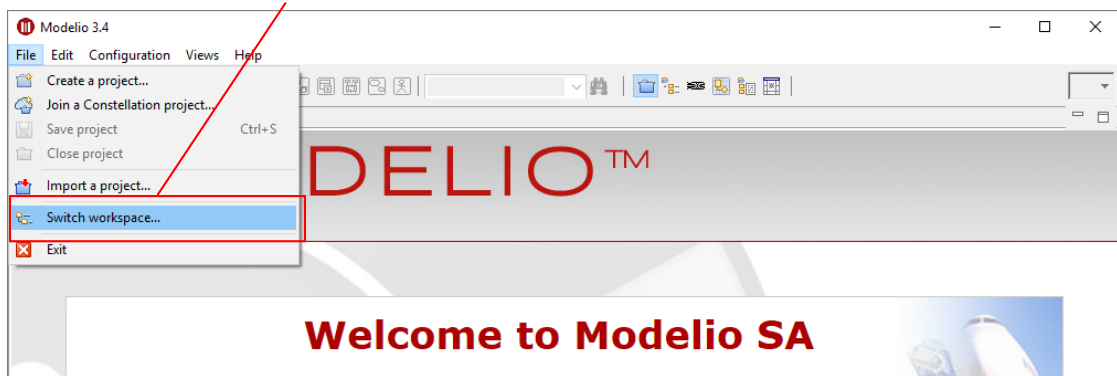 Modelio 3.4
File Edit Configuration Views Help
Create a project...
Join a Constellation project...
Save project Ctrl+S
Close project
Import a project...
Switch workspace...
Exit
DELIO™
Welcome to Modelio SA